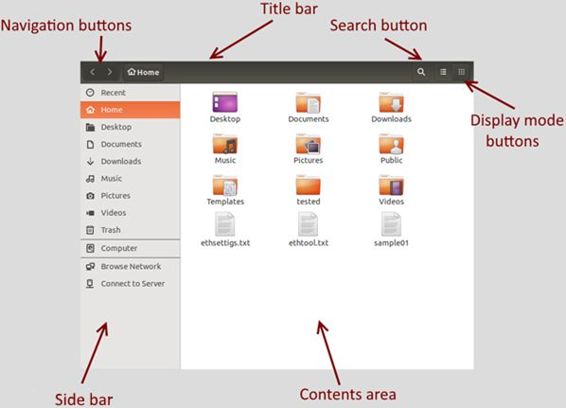 Title bar
Navigation buttons
Search button
Home
Recent
Home
Desktop
Documents
Downloads
Music
Pictures
Videos
Trash
Computer
Browse Network
Connect to Server
Desktop Documents Downloads
Music Pictures Public
Templates tested Videos
ethsettigs.txt ethtool.txt sample01
Display mode
buttons
Side bar
Contents area